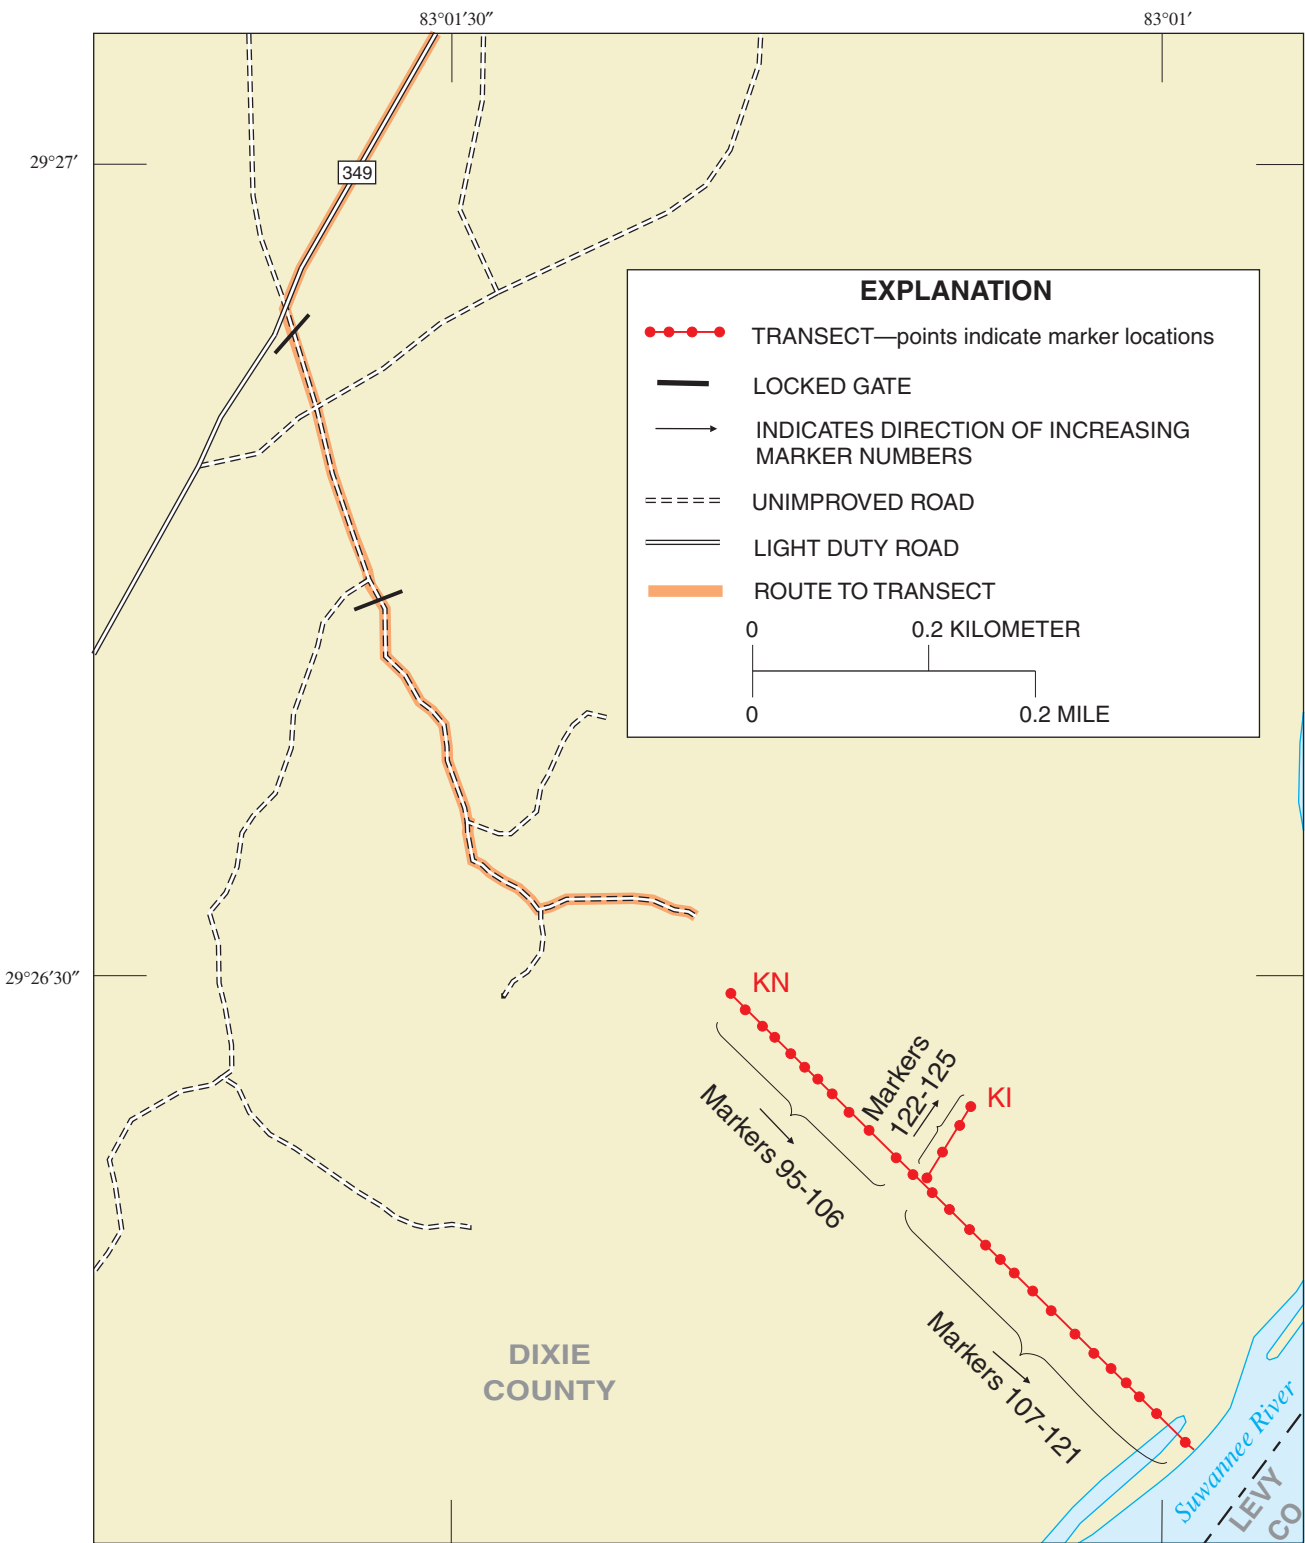 83°01′30″
83°01′
29°27′
349
EXPLANATION
TRANSECT—points indicate marker locations
LOCKED GATE
INDICATES DIRECTION OF INCREASING
MARKER NUMBERS
UNIMPROVED ROAD
LIGHT DUTY ROAD
ROUTE TO TRANSECT
0
0.2 KILOMETER
0
0.2 MILE
29°26′30″
KN
Markers
122-125
KI
Markers 95-106
Markers 107-121
DIXIE
COUNTY
Suwannee River
LEVY
CO